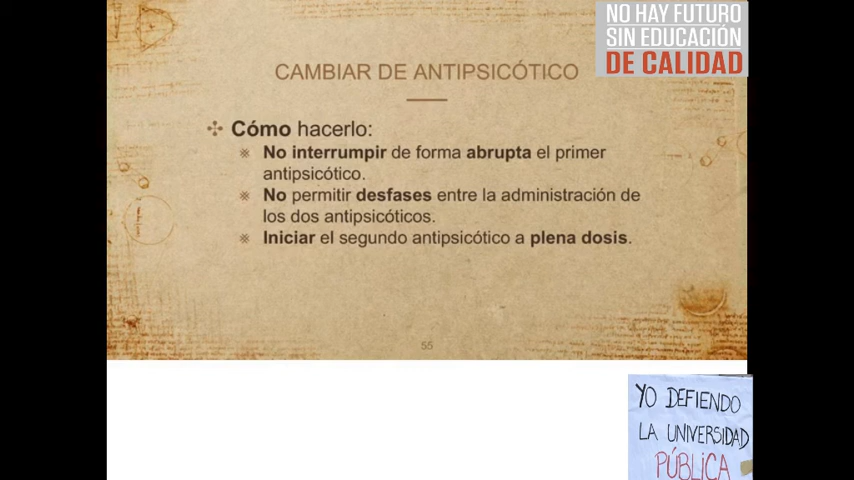 NO HAY FUTURO
SIN EDUCACIÓN
DE CALIDAD
CAMBIAR DE ANTIPSICÓTICO
Cómo hacerlo:
No interrumpir de forma abrupta el primer
antipsicótico.
No permitir desfases entre la administración de
los dos antipsicóticos.
Iniciar el segundo antipsicótico a plena dosis.
55
YO DEFIENDO
LA UNIVERSIDAD
PÚBLICA